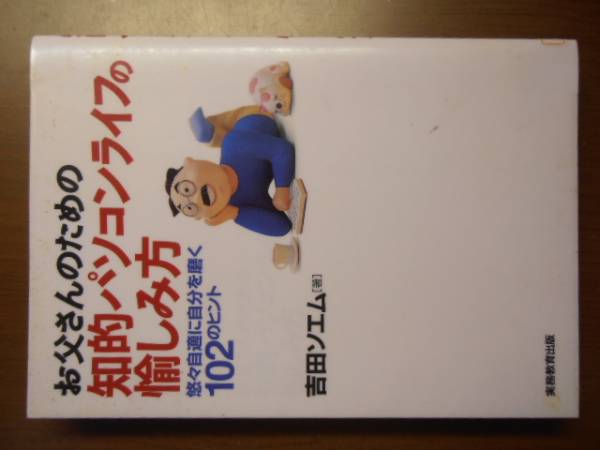 お父さんのための
知的パソコンライフの
愉しみ方
悠々自適に自分を磨く
102のヒント
吉田ソエム[著]
実務教育出版